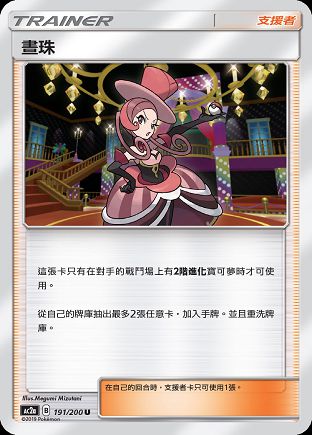 TRAINER
支援者
晝珠
這張卡只有在對手的戰鬥場上有2階進化寶可夢時才可使
用。
從自己的牌庫抽出最多2張任意卡，加入手牌。並且重洗牌
庫。
Illus.Megumi Mizutani
在自己的回合時，支援者卡只可使用1張。
AC2a B 191/200 U
©2019 Pokémon